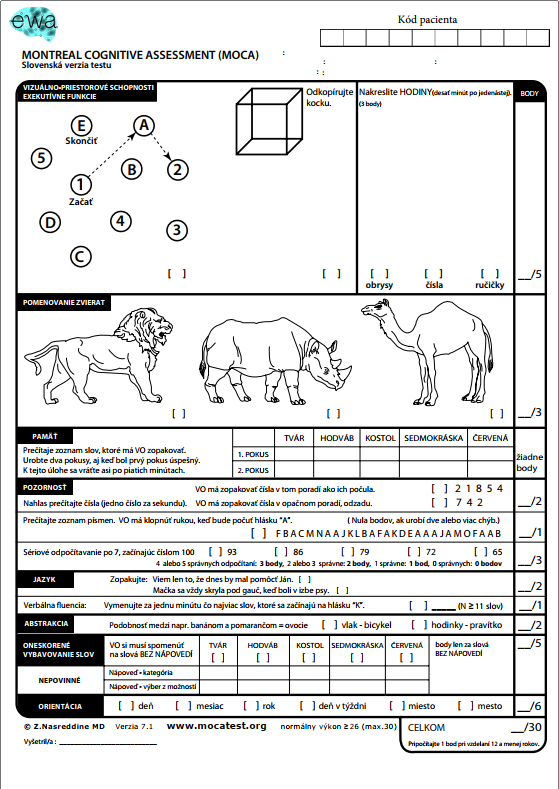 ewa
Kód pacienta
MONTREAL COGNITIVE ASSESSMENT (MOCA)
Slovenská verzia testu
VIZUÁLNO•PRIESTOROVÉ SCHOPNOSTI
EXEKUTÍVNE FUNKCIE
Odkopírujte
kocku.
Nakreslite HODINY(desať minút po jedenástej).
(3 body)
BODY
E
Skončiť
A
5
B
2
1
Začať
D
4
3
C
[ ] [ ] [ ] [ ] [ ]
obrysy čísla ručičky
__/5
POMENOVANIE ZVIERAT
[ ] [ ] [ ] __/3
PAMÄŤ
Prečítajte zoznam slov, ktoré má VO zopakovať.
Urobte dva pokusy, aj keď bol prvý pokus úspešný.
K tejto úlohe sa vráťte asi po piatich minútach.
TVÁR HODVÁB KOSTOL SEDMOKRÁSKA ČERVENÁ
1. POKUS
2. POKUS
žiadne
body
POZORNOSŤ
VO má zopakovať čísla v tom poradí ako ich počula. [ ] 2 1 8 5 4
Nahlas prečítajte čísla (jedno číslo za sekundu). VO má zopakovať čísla v opačnom poradí, odzadu. [ ] 7 4 2 __/2
Prečítajte zoznam písmen. VO má klopnúť rukou, keď bude počuť hlásku "A". ( Nula bodov, ak urobí dve alebo viac chýb.)
[ ] F B A C M N A A J K L B A F A K D E A A A J A M O F A A B __/1
Sériové odpočítavanie po 7, začínajúc číslom 100 [ ] 93 [ ] 86 [ ] 79 [ ] 72 [ ] 65
4 alebo 5 správnych odpočítaní: 3 body, 2 alebo 3 správne: 2 body, 1 správne: 1 bod, 0 správnych: 0 bodov __/3
JAZYK
Zopakujte: Viem len to, že dnes by mal pomôcť Ján. [ ]
Mačka sa vždy skryla pod gauč, keď boli v izbe psy. [ ] __/2
Verbálna fluencia: Vymenujte za jednu minútu čo najviac slov, ktoré sa začínajú na hlásku "K". [ ] _____ (N ≥ 11 slov) __/1
ABSTRAKCIA
Podobnosť medzi napr. banánom a pomarančom = ovocie [ ] vlak - bicykel [ ] hodinky - pravítko __/2
ONESKORENÉ
VYBAVOVANIE SLOV
VO si musí spomenúť
na slová BEZ NÁPOVEDÍ
TVÁR HODVÁB KOSTOL SEDMOKRÁSKA ČERVENÁ
[ ] [ ] [ ] [ ] [ ]
body len za slová
BEZ NÁPOVEDÍ
__/5
NEPOVINNÉ
Nápoveď • kategória
Nápoveď • výber z možností
ORIENTÁCIA
[ ] deň [ ] mesiac [ ] rok [ ] deň v týždni [ ] miesto [ ] mesto __/6
© Z.Nasreddine MD Verzia 7.1 www.mocatest.org normálny výkon ≥ 26 (max.30)
CELKOM __/30
Pripočítajte 1 bod pri vzdelaní 12 a menej rokov.
Vyšetril/a : ________________________